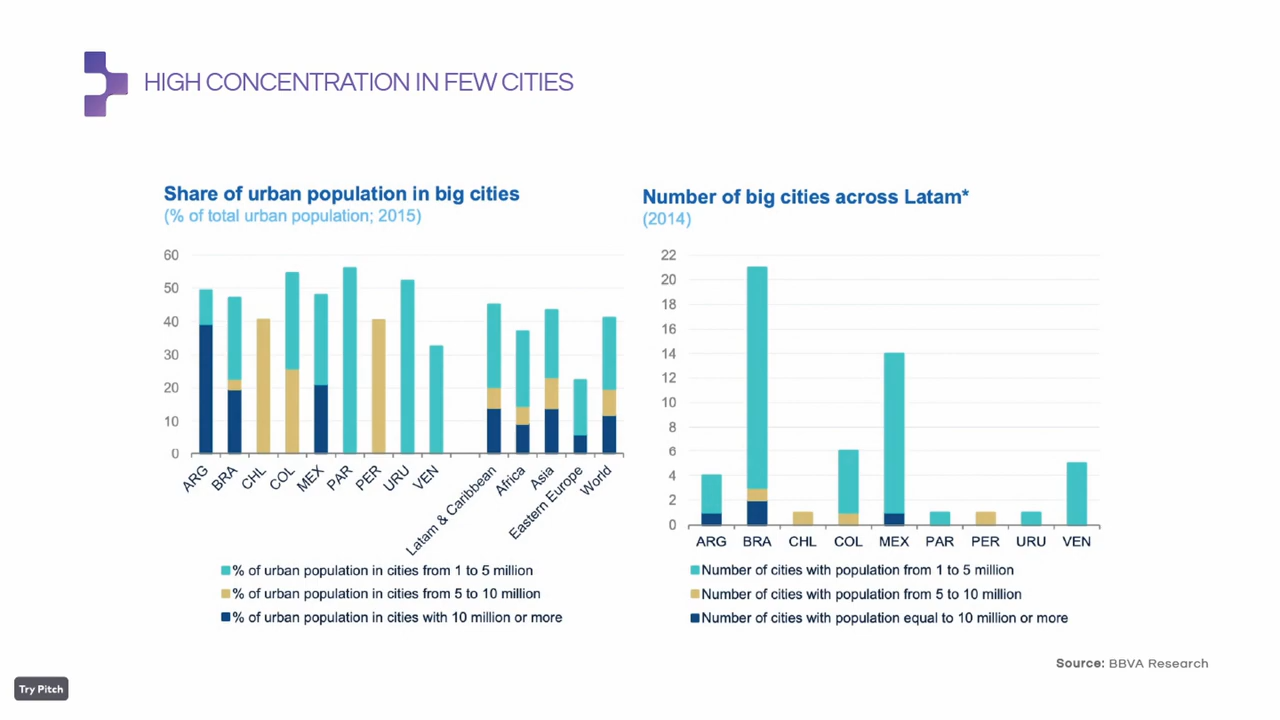 HIGH CONCENTRATION IN FEW CITIES
Share of urban population in big cities
(% of total urban population; 2015)
60
50
40
30
20
10
0
ARG
BRA
CHL
COL
MEX
PAR
PER
URU
VEN
Latam & Caribbean
Africa
Asia
Eastern Europe
World
% of urban population in cities from 1 to 5 million
% of urban population in cities from 5 to 10 million
% of urban population in cities with 10 million or more
Number of big cities across Latam*
(2014)
22
20
18
16
14
12
10
8
6
4
2
0
ARG BRA CHL COL MEX PAR PER URU VEN
Number of cities with population from 1 to 5 million
Number of cities with population from 5 to 10 million
Number of cities with population equal to 10 million or more
Source: BBVA Research
Try Pitch